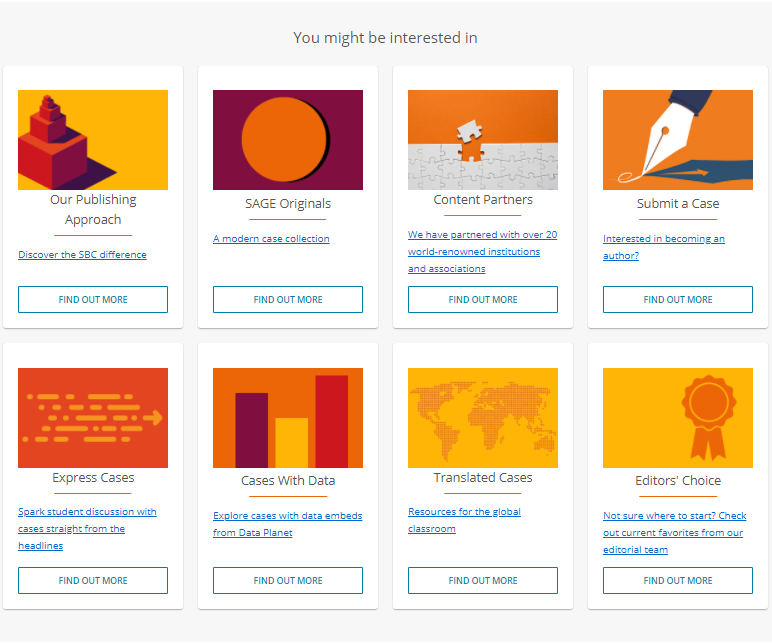 You might be interested in
Our Publishing
Approach
Discover the SBC difference
FIND OUT MORE
SAGE Originals
A modern case collection
FIND OUT MORE
Content Partners
We have partnered with over 20
world-renowned institutions
and associations
FIND OUT MORE
Submit a Case
Interested in becoming an
author?
FIND OUT MORE
Express Cases
Spark student discussion with
cases straight from the
headlines
FIND OUT MORE
Cases With Data
Explore cases with data embeds
from Data Planet
FIND OUT MORE
Translated Cases
Resources for the global
classroom
FIND OUT MORE
Editors' Choice
Not sure where to start? Check
out current favorites from our
editorial team
FIND OUT MORE